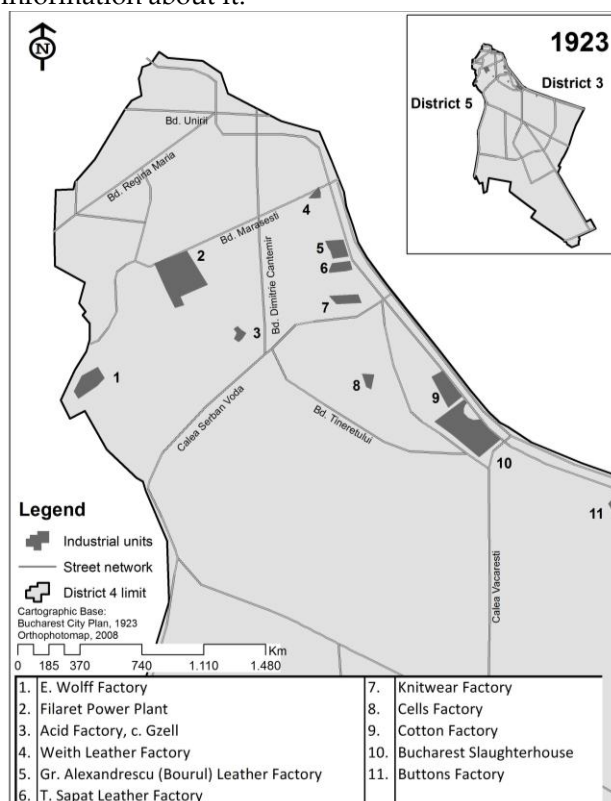 information about it.
N
1923
District 3
District 5
Bd. Unirii
Bd. Regina Maria
Bd. Marasesti
Bd. Dimitrie Cantemir
Calea Serban Voda
Bd. Tineretului
Calea Vacaresti
1
2
3
4
5
6
7
8
9
10
11
Legend
Industrial units
Street network
District 4 limit
Cartographic Base:
Bucharest City Plan, 1923
Orthophotomap, 2008
Km
0 185 370 740 1.110 1.480
1. E. Wolff Factory
2. Filaret Power Plant
3. Acid Factory, c. Gzell
4. Weith Leather Factory
5. Gr. Alexandrescu (Bourul) Leather Factory
6. T. Sapat Leather Factory
7. Knitwear Factory
8. Cells Factory
9. Cotton Factory
10. Bucharest Slaughterhouse
11. Buttons Factory